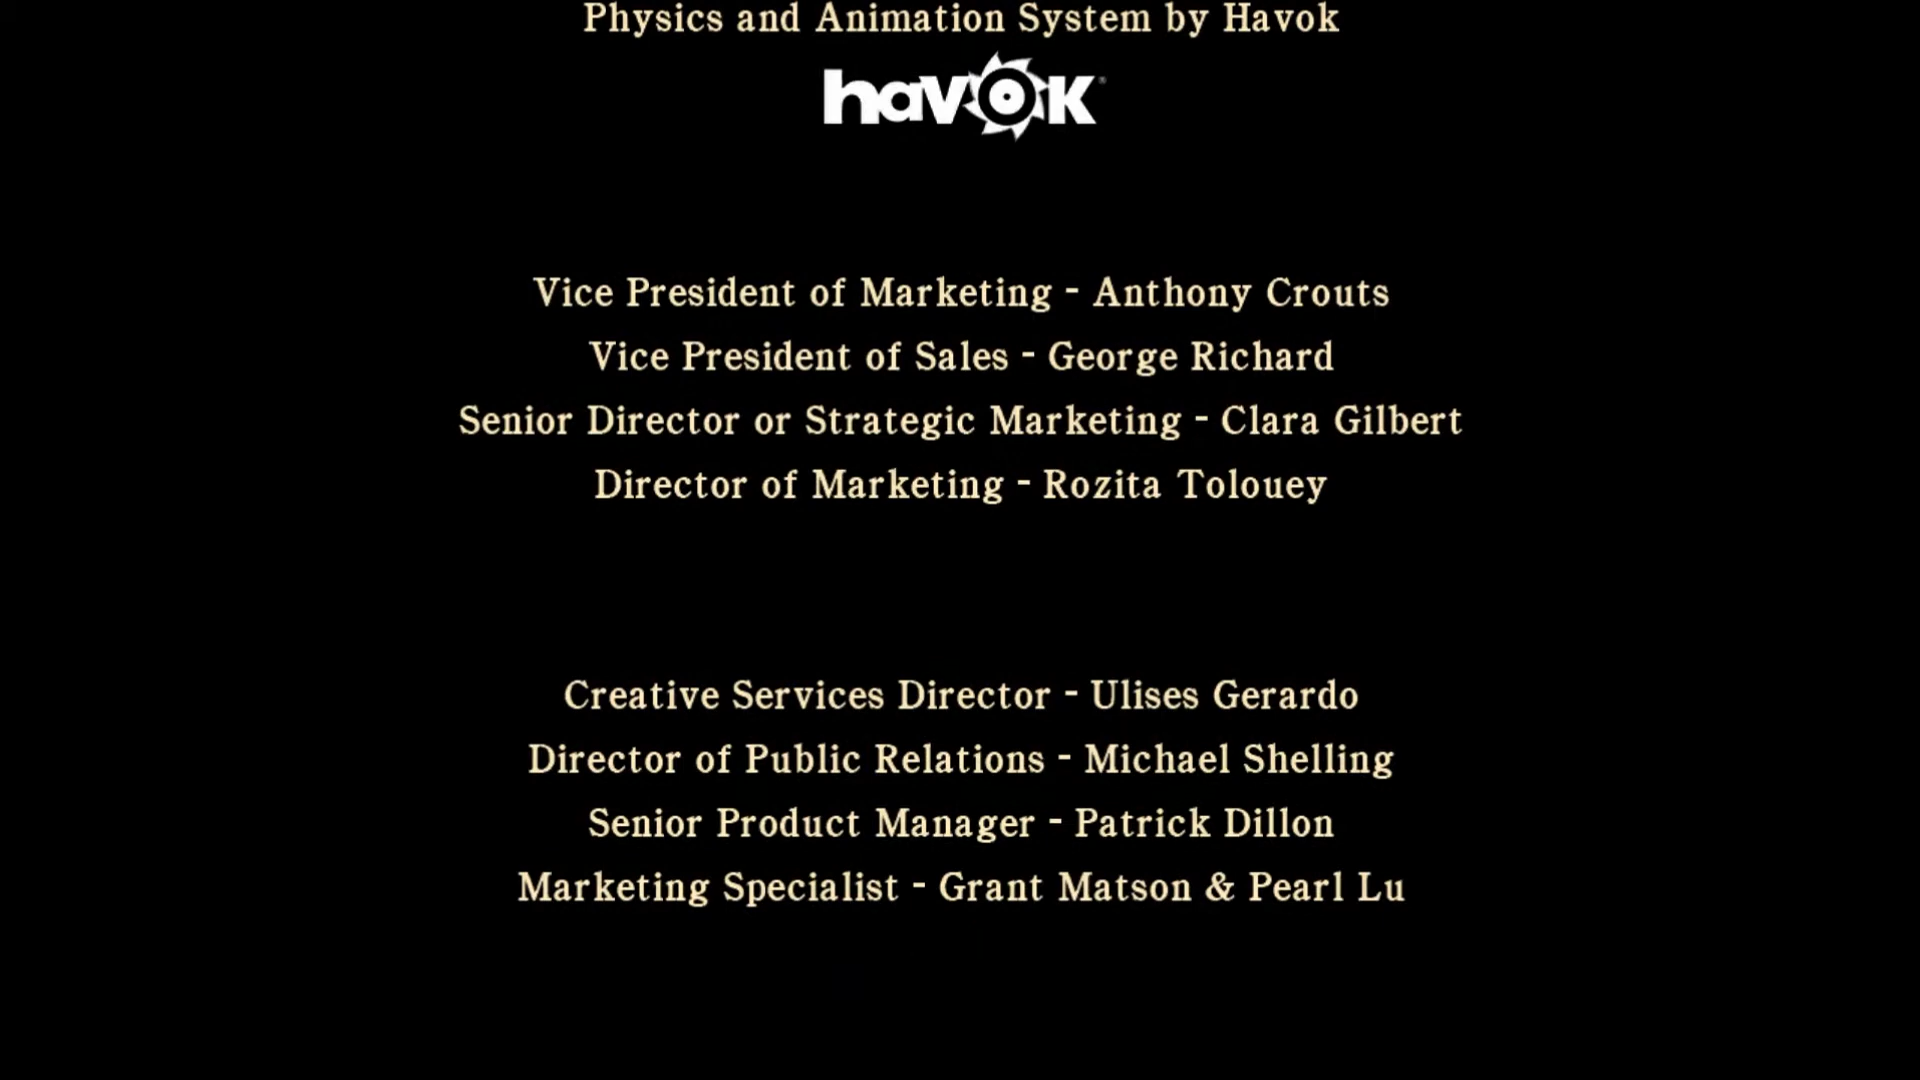 Physics and Animation System by Havok
havok
Vice President of Marketing - Anthony Crouts
Vice President of Sales - George Richard
Senior Director or Strategic Marketing - Clara Gilbert
Director of Marketing - Rozita Tolouey
Creative Services Director - Ulises Gerardo
Director of Public Relations - Michael Shelling
Senior Product Manager - Patrick Dillon
Marketing Specialist - Grant Matson & Pearl Lu